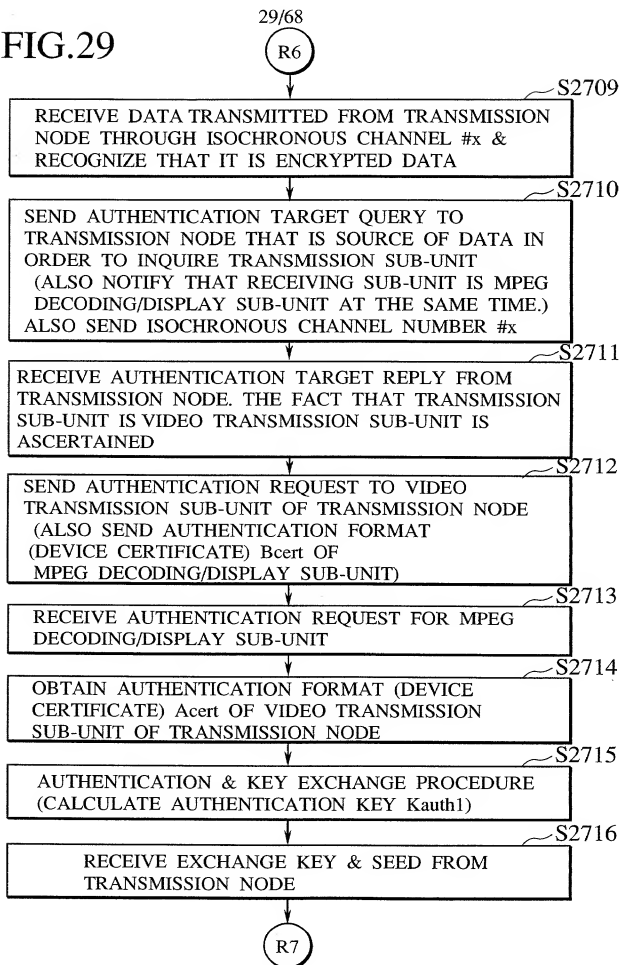 29/68
FIG.29
R6
S2709
RECEIVE DATA TRANSMITTED FROM TRANSMISSION
NODE THROUGH ISOCHRONOUS CHANNEL #x &
RECOGNIZE THAT IT IS ENCRYPTED DATA
S2710
SEND AUTHENTICATION TARGET QUERY TO
TRANSMISSION NODE THAT IS SOURCE OF DATA IN
ORDER TO INQUIRE TRANSMISSION SUB-UNIT
(ALSO NOTIFY THAT RECEIVING SUB-UNIT IS MPEG
DECODING/DISPLAY SUB-UNIT AT THE SAME TIME.)
ALSO SEND ISOCHRONOUS CHANNEL NUMBER #x
S2711
RECEIVE AUTHENTICATION TARGET REPLY FROM
TRANSMISSION NODE. THE FACT THAT TRANSMISSION
SUB-UNIT IS VIDEO TRANSMISSION SUB-UNIT IS
ASCERTAINED
S2712
SEND AUTHENTICATION REQUEST TO VIDEO
TRANSMISSION SUB-UNIT OF TRANSMISSION NODE
(ALSO SEND AUTHENTICATION FORMAT
(DEVICE CERTIFICATE) Bcert OF
MPEG DECODING/DISPLAY SUB-UNIT)
S2713
RECEIVE AUTHENTICATION REQUEST FOR MPEG
DECODING/DISPLAY SUB-UNIT
S2714
OBTAIN AUTHENTICATION FORMAT (DEVICE
CERTIFICATE) Acert OF VIDEO TRANSMISSION
SUB-UNIT OF TRANSMISSION NODE
S2715
AUTHENTICATION & KEY EXCHANGE PROCEDURE
(CALCULATE AUTHENTICATION KEY Kauth1)
S2716
RECEIVE EXCHANGE KEY & SEED FROM
TRANSMISSION NODE
R7